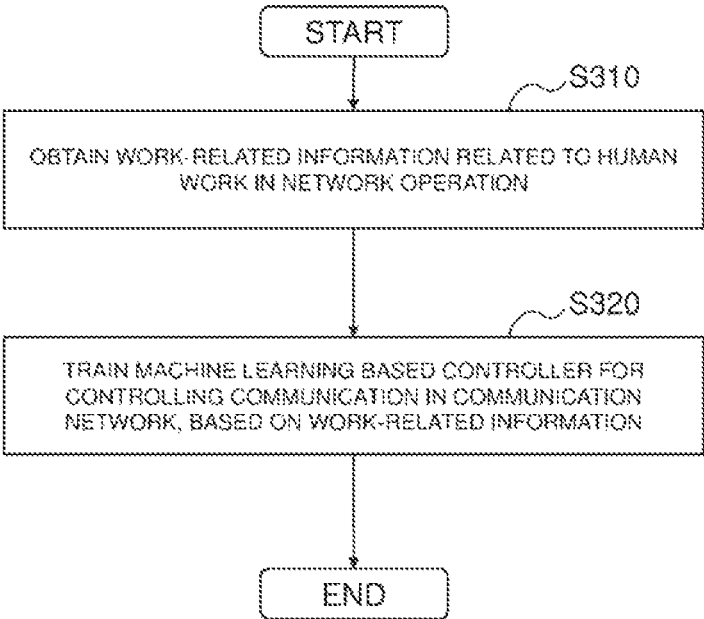 START
S310
OBTAIN WORK-RELATED INFORMATION RELATED TO HUMAN
WORK IN NETWORK OPERATION
S320
TRAIN MACHINE LEARNING BASED CONTROLLER FOR
CONTROLLING COMMUNICATION IN COMMUNICATION
NETWORK, BASED ON WORK-RELATED INFORMATION
END